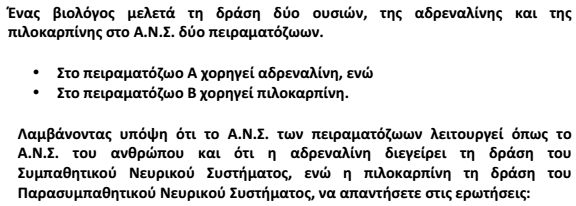 Ένας βιολόγος μελετά τη δράση δύο ουσιών, της αδρεναλίνης και της
πιλοκαρπίνης στο Α.Ν.Σ. δύο πειραματόζωων.
• Στο πειραματόζωο Α χορηγεί αδρεναλίνη, ενώ
• Στο πειραματόζωο Β χορηγεί πιλοκαρπίνη.
Λαμβάνοντας υπόψη ότι το Α.Ν.Σ. των πειραματόζωων λειτουργεί όπως το
Α.Ν.Σ. του ανθρώπου και ότι η αδρεναλίνη διεγείρει τη δράση του
Συμπαθητικού Νευρικού Συστήματος, ενώ η πιλοκαρπίνη τη δράση του
Παρασυμπαθητικού Νευρικού Συστήματος, να απαντήσετε στις ερωτήσεις: